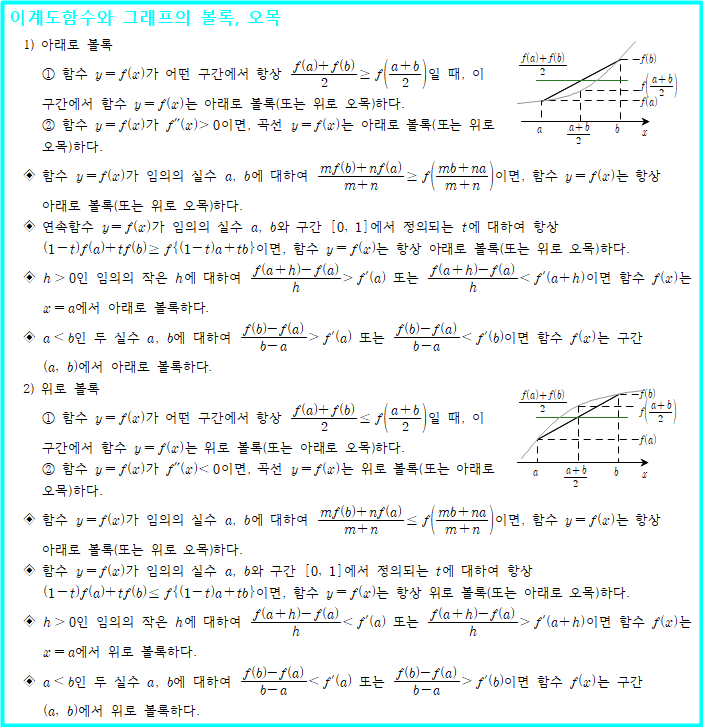 이계도함수와 그래프의 볼록, 오목
1) 아래로 볼록
① 함수 y=f(x)가 어떤 구간에서 항상 \frac{f(a)+f(b)}{2} ≥ f(\frac{a+b}{2})일 때, 이
구간에서 함수 y=f(x)는 아래로 볼록(또는 위로 오목)하다.
② 함수 y=f(x)가 f″(x)>0이면, 곡선 y=f(x)는 아래로 볼록(또는 위로
오목)하다.
\frac{f(a)+f(b)}{2}
f(b)
f(\frac{a+b}{2})
f(a)
a
\frac{a+b}{2}
b
x
◈ 함수 y=f(x)가 임의의 실수 a, b에 대하여 \frac{mf(b)+nf(a)}{m+n} ≥ f(\frac{mb+na}{m+n})이면, 함수 y=f(x)는 항상
아래로 볼록(또는 위로 오목)하다.
◈ 연속함수 y=f(x)가 임의의 실수 a, b와 구간 [0, 1]에서 정의되는 t에 대하여 항상
(1-t)f(a)+tf(b)≥ f{(1-t)a+tb}이면, 함수 y=f(x)는 항상 아래로 볼록(또는 위로 오목)하다.
◈ h>0인 임의의 작은 h에 대하여 \frac{f(a+h)-f(a)}{h} > f′(a) 또는 \frac{f(a+h)-f(a)}{h} < f′(a+h)이면 함수 f(x)는
x=a에서 아래로 볼록하다.
◈ a<b인 두 실수 a, b에 대하여 \frac{f(b)-f(a)}{b-a} > f′(a) 또는 \frac{f(b)-f(a)}{b-a} < f′(b)이면 함수 f(x)는 구간
(a, b)에서 아래로 볼록하다.
2) 위로 볼록
① 함수 y=f(x)가 어떤 구간에서 항상 \frac{f(a)+f(b)}{2} ≤ f(\frac{a+b}{2})일 때, 이
구간에서 함수 y=f(x)는 위로 볼록(또는 아래로 오목)하다.
② 함수 y=f(x)가 f″(x)<0이면, 곡선 y=f(x)는 위로 볼록(또는 아래로
오목)하다.
\frac{f(a)+f(b)}{2}
f(b)
f(\frac{a+b}{2})
f(a)
a
\frac{a+b}{2}
b
x
◈ 함수 y=f(x)가 임의의 실수 a, b에 대하여 \frac{mf(b)+nf(a)}{m+n} ≤ f(\frac{mb+na}{m+n})이면, 함수 y=f(x)는 항상
아래로 볼록(또는 위로 오목)하다.
◈ 함수 y=f(x)가 임의의 실수 a, b와 구간 [0, 1]에서 정의되는 t에 대하여 항상
(1-t)f(a)+tf(b)≤ f{(1-t)a+tb}이면, 함수 y=f(x)는 항상 위로 볼록(또는 아래로 오목)하다.
◈ h>0인 임의의 작은 h에 대하여 \frac{f(a+h)-f(a)}{h} < f′(a) 또는 \frac{f(a+h)-f(a)}{h} > f′(a+h)이면 함수 f(x)는
x=a에서 위로 볼록하다.
◈ a<b인 두 실수 a, b에 대하여 \frac{f(b)-f(a)}{b-a} < f′(a) 또는 \frac{f(b)-f(a)}{b-a} > f′(b)이면 함수 f(x)는 구간
(a, b)에서 위로 볼록하다.